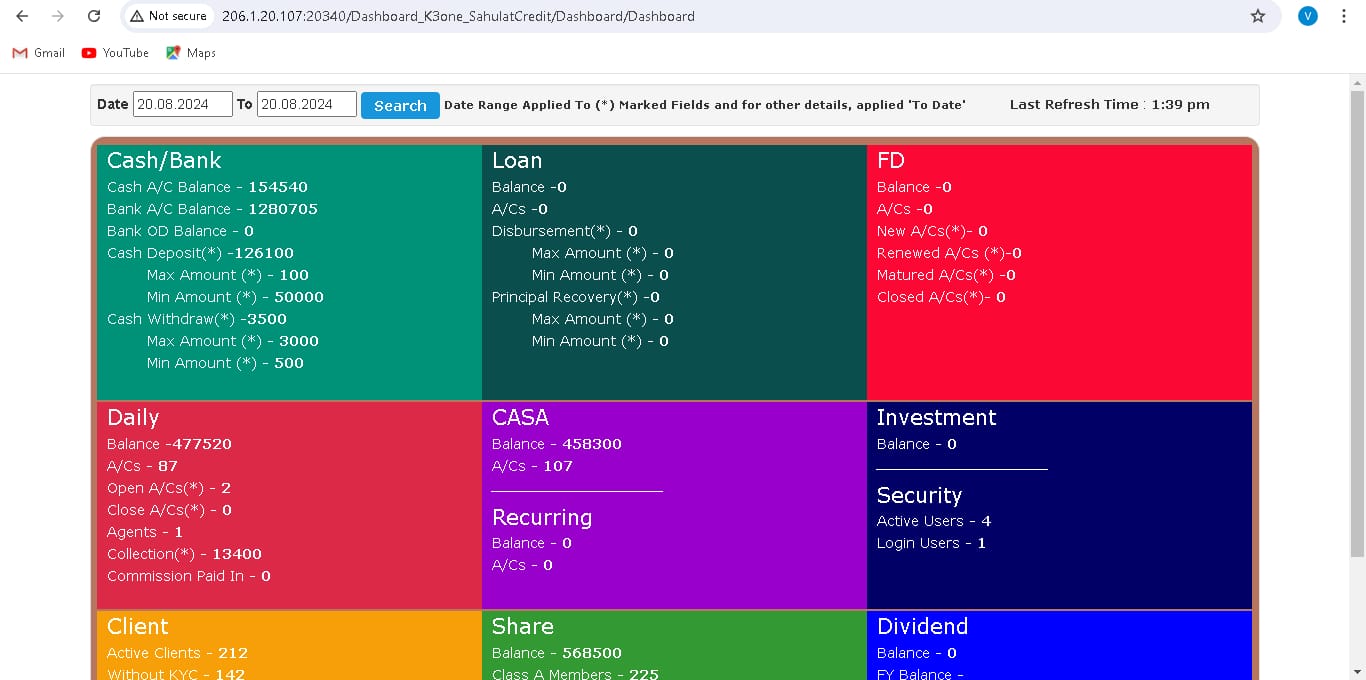 Not secure 206.1.20.107:20340/Dashboard_K3one_SahulatCredit/Dashboard/Dashboard V
Gmail YouTube Maps
Date 20.08.2024 To 20.08.2024 Search Date Range Applied To (*) Marked Fields and for other details, applied 'To Date' Last Refresh Time : 1:39 pm
Cash/Bank
Cash A/C Balance - 154540
Bank A/C Balance - 1280705
Bank OD Balance - 0
Cash Deposit(*) -126100
Max Amount (*) - 100
Min Amount (*) - 50000
Cash Withdraw(*) -3500
Max Amount (*) - 3000
Min Amount (*) - 500
Loan
Balance -0
A/Cs -0
Disbursement(*) - 0
Max Amount (*) - 0
Min Amount (*) - 0
Principal Recovery(*) -0
Max Amount (*) - 0
Min Amount (*) - 0
FD
Balance -0
A/Cs -0
New A/Cs(*)- 0
Renewed A/Cs (*)-0
Matured A/Cs(*) -0
Closed A/Cs(*)- 0
Daily
Balance -477520
A/Cs - 87
Open A/Cs(*) - 2
Close A/Cs(*) - 0
Agents - 1
Collection(*) - 13400
Commission Paid In - 0
CASA
Balance - 458300
A/Cs - 107
Recurring
Balance - 0
A/Cs - 0
Investment
Balance - 0
Security
Active Users - 4
Login Users - 1
Client
Active Clients - 212
Without KYC - 142
Share
Balance - 568500
Class A Members - 225
Dividend
Balance - 0
FY Balance -